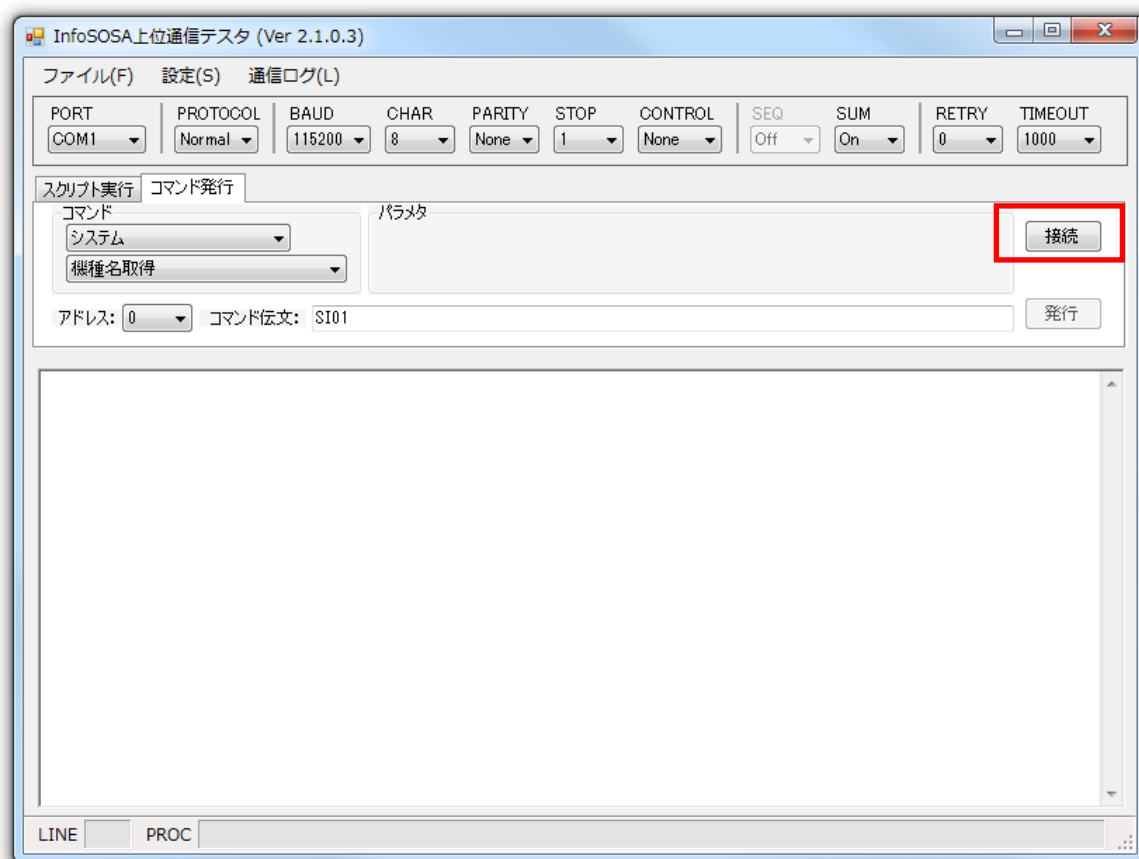 InfoSOSA上位通信テスタ (Ver 2.1.0.3)
ファイル(F) 設定(S) 通信ログ(L)
PORT PROTOCOL BAUD CHAR PARITY STOP CONTROL SEQ SUM RETRY TIMEOUT
COM1 Normal 115200 8 None 1 None Off On 0 1000
スクリプト実行 コマンド発行
コマンド パラメタ
システム 接続
機種名取得
アドレス: 0 コマンド伝文: SI01 発行
LINE PROC